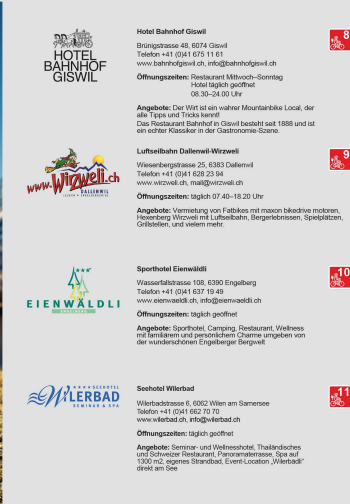 HOTEL
BAHNHOF
GISWIL
Hotel Bahnhof Giswil
8
Brünigstrasse 48, 6074 Giswil
Telefon +41 (0)41 675 11 61
www.bahnhofgiswil.ch, info@bahnhofgiswil.ch
Öffnungszeiten: Restaurant Mittwoch–Sonntag
Hotel täglich geöffnet
08.30–24.00 Uhr
Angebote: Der Wirt ist ein wahrer Mountainbike Local, der
alle Tipps und Tricks kennt!
Das Restaurant Bahnhof in Giswil besteht seit 1888 und ist
ein echter Klassiker in der Gastronomie-Szene.
www.Wirzweli.ch
DALLENWIL
Luftseilbahn Dallenwil-Wirzweli
9
Wiesenbergstrasse 25, 6383 Dallenwil
Telefon +41 (0)41 628 23 94
www.wirzweli.ch, mail@wirzweli.ch
Öffnungszeiten: täglich 07.40–18.20 Uhr
Angebote: Vermietung von Fatbikes mit maxon bikedrive motoren,
Hexenberg Wirzweli mit Luftseilbahn, Bergerlebnissen, Spielplätzen,
Grillstellen, und vielem mehr.
EIENWÄLDLI
ENGELBERG
Sporthotel Eienwäldli
10
Wasserfallstrasse 108, 6390 Engelberg
Telefon +41 (0)41 637 19 49
www.eienwaeldli.ch, info@eienwaeldli.ch
Öffnungszeiten: täglich geöffnet
Angebote: Sporthotel, Camping, Restaurant, Wellness
mit familiärem und persönlichem Charme umgeben von
der wunderschönen Engelberger Bergwelt
SEEHOTEL
WILERBAD
SEMINAR & SPA
Seehotel Wilerbad
11
Wilerbadstrasse 6, 6062 Wilen am Sarnersee
Telefon +41 (0)41 662 70 70
www.wilerbad.ch, info@wilerbad.ch
Öffnungszeiten: täglich geöffnet
Angebote: Seminar- und Wellnesshotel, Thailändisches
und Schweizer Restaurant, Panoramaterrasse, Spa auf
1300 m2, eigenes Strandbad, Event-Location „Wilerbädli"
direkt am See